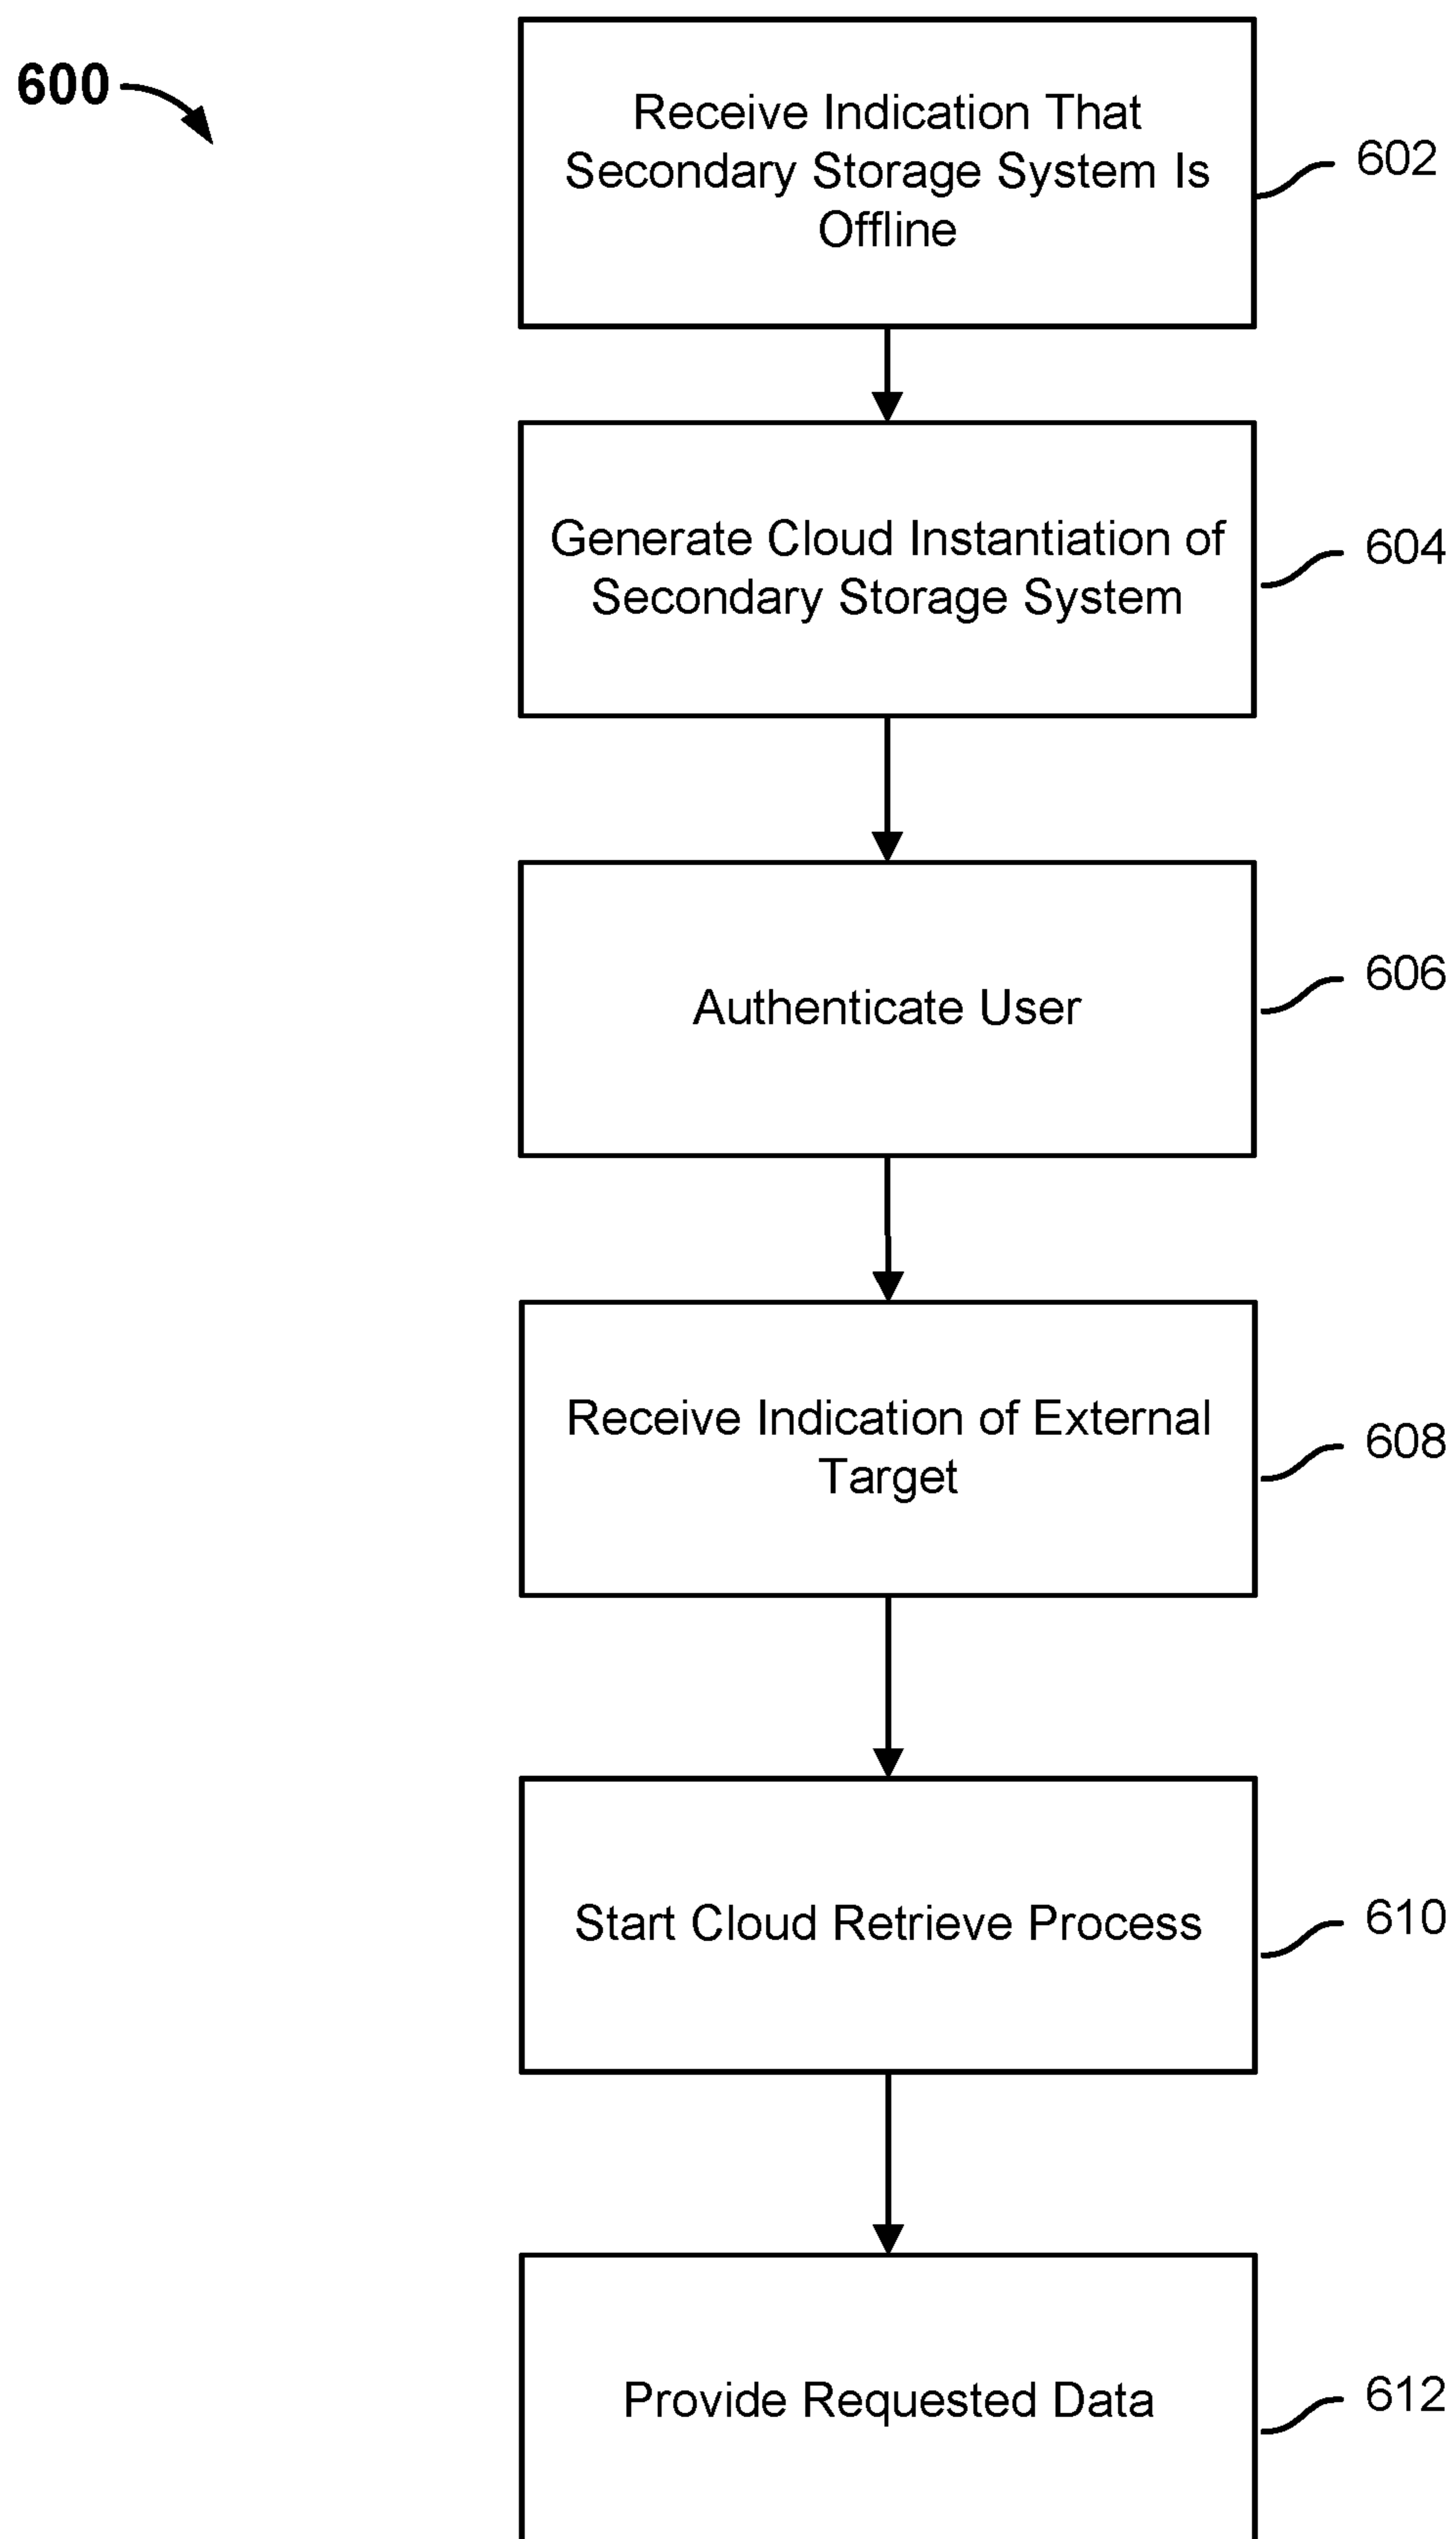 600
Receive Indication That
Secondary Storage System Is
Offline
602
Generate Cloud Instantiation of
Secondary Storage System
604
Authenticate User
606
Receive Indication of External
Target
608
Start Cloud Retrieve Process
610
Provide Requested Data
612